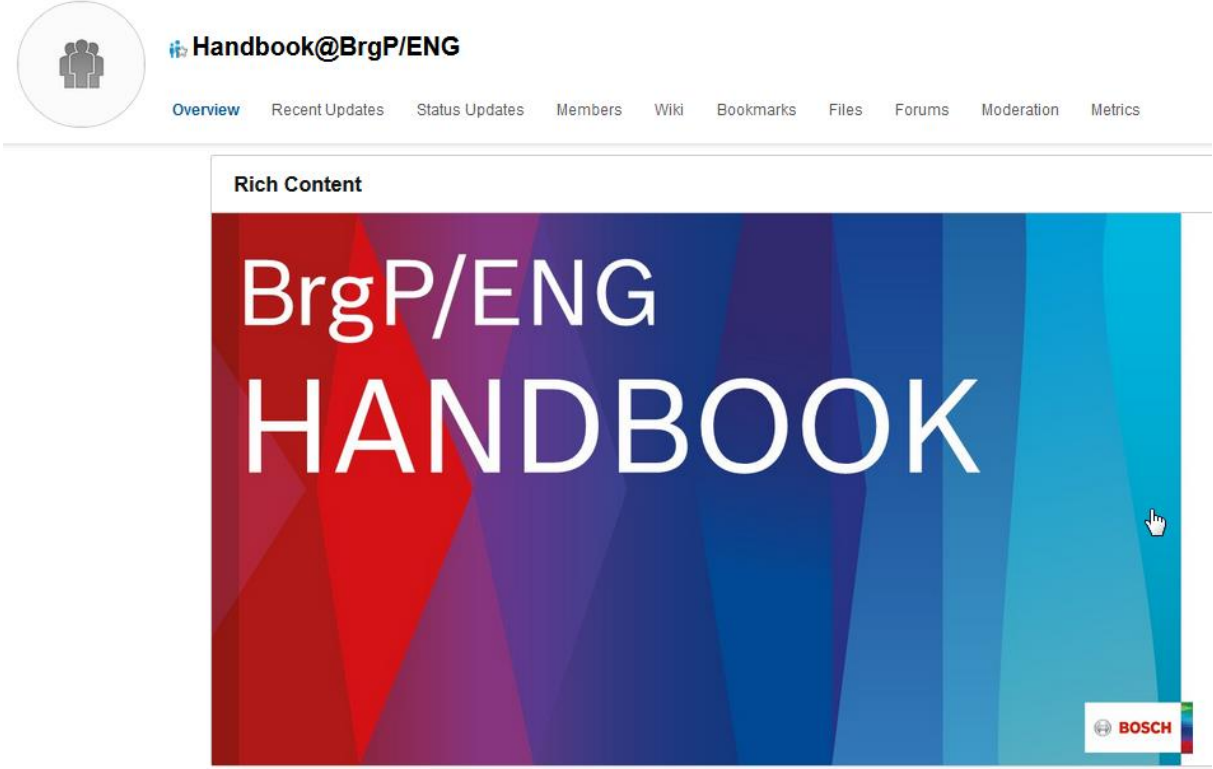 Handbook@BrgP/ENG
Overview Recent Updates Status Updates Members Wiki Bookmarks Files Forums Moderation Metrics
Rich Content
BrgP/ENG
HANDBOOK
BOSCH